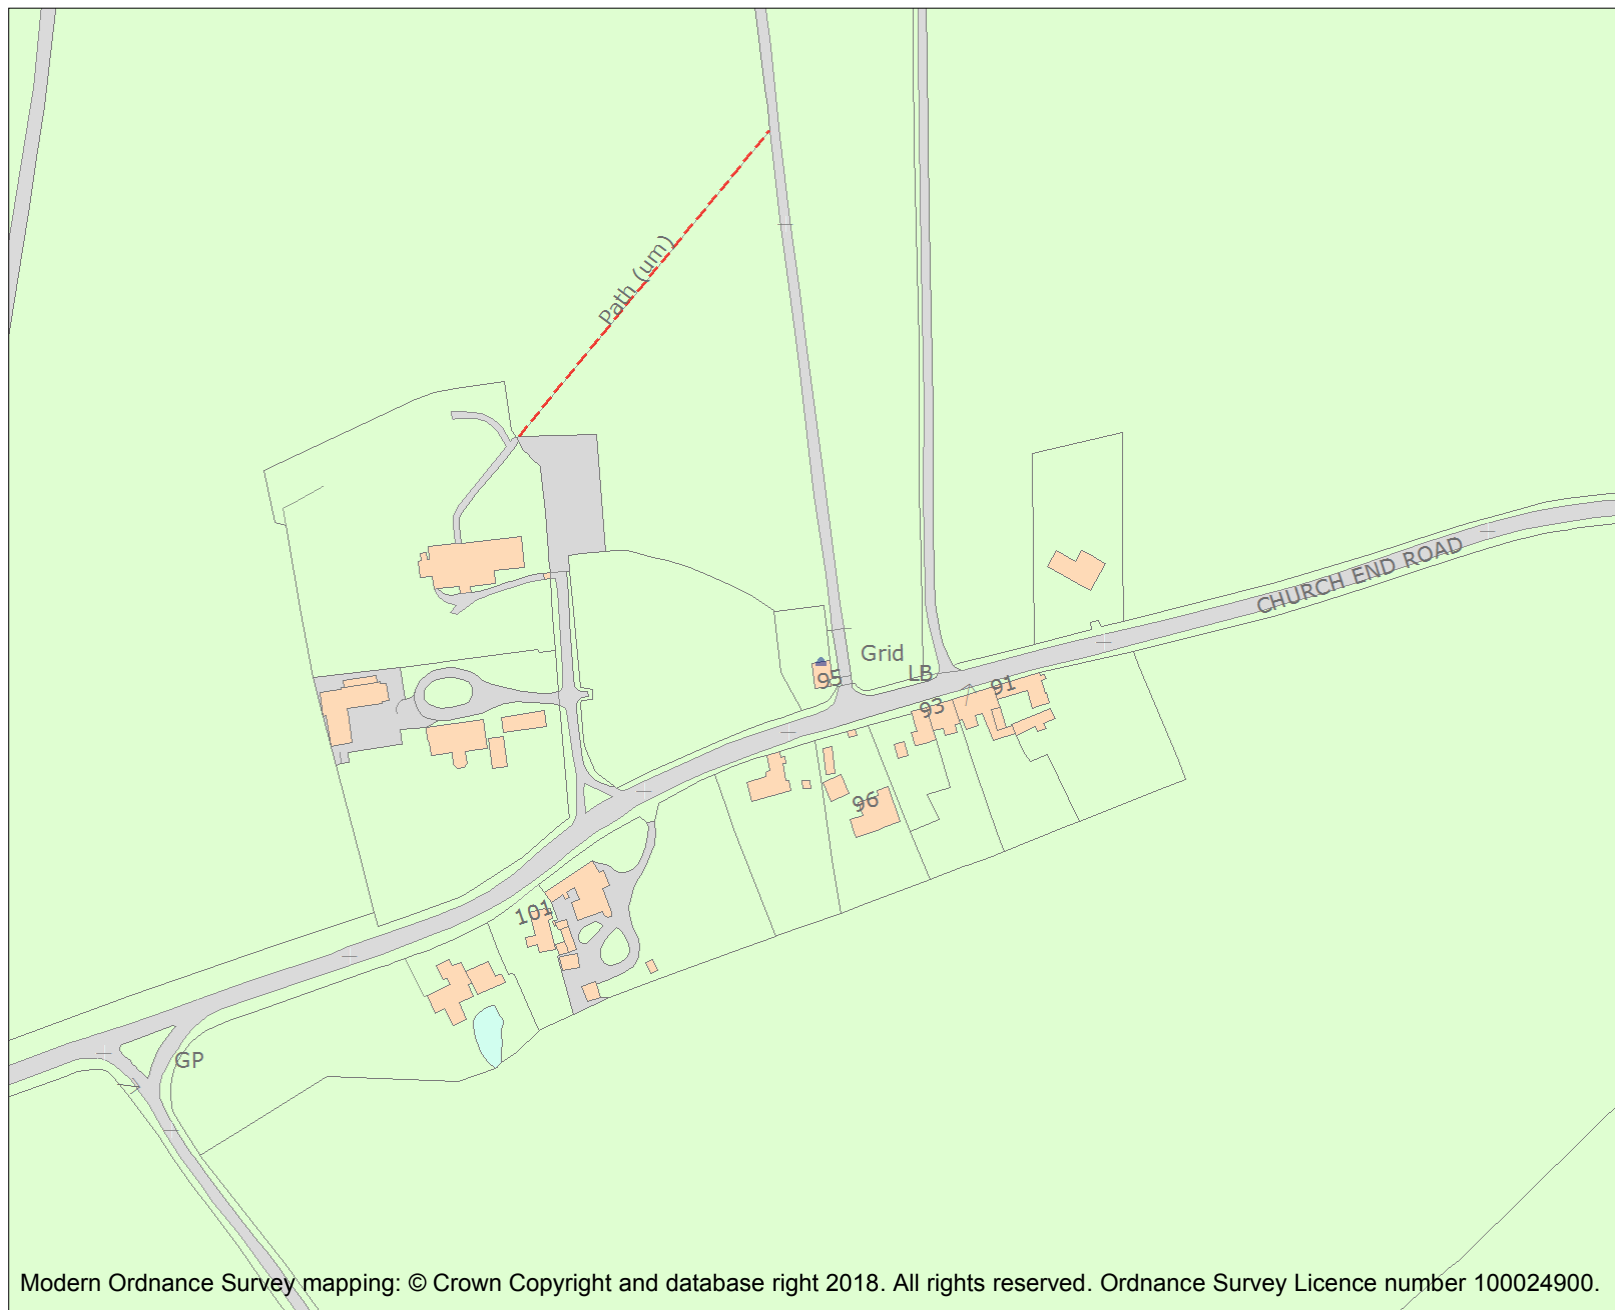 Path (um)
CHURCH END ROAD
Grid
LB
95
91
93
96
101
GP
Modern Ordnance Survey mapping: © Crown Copyright and database right 2018. All rights reserved. Ordnance Survey Licence number 100024900.